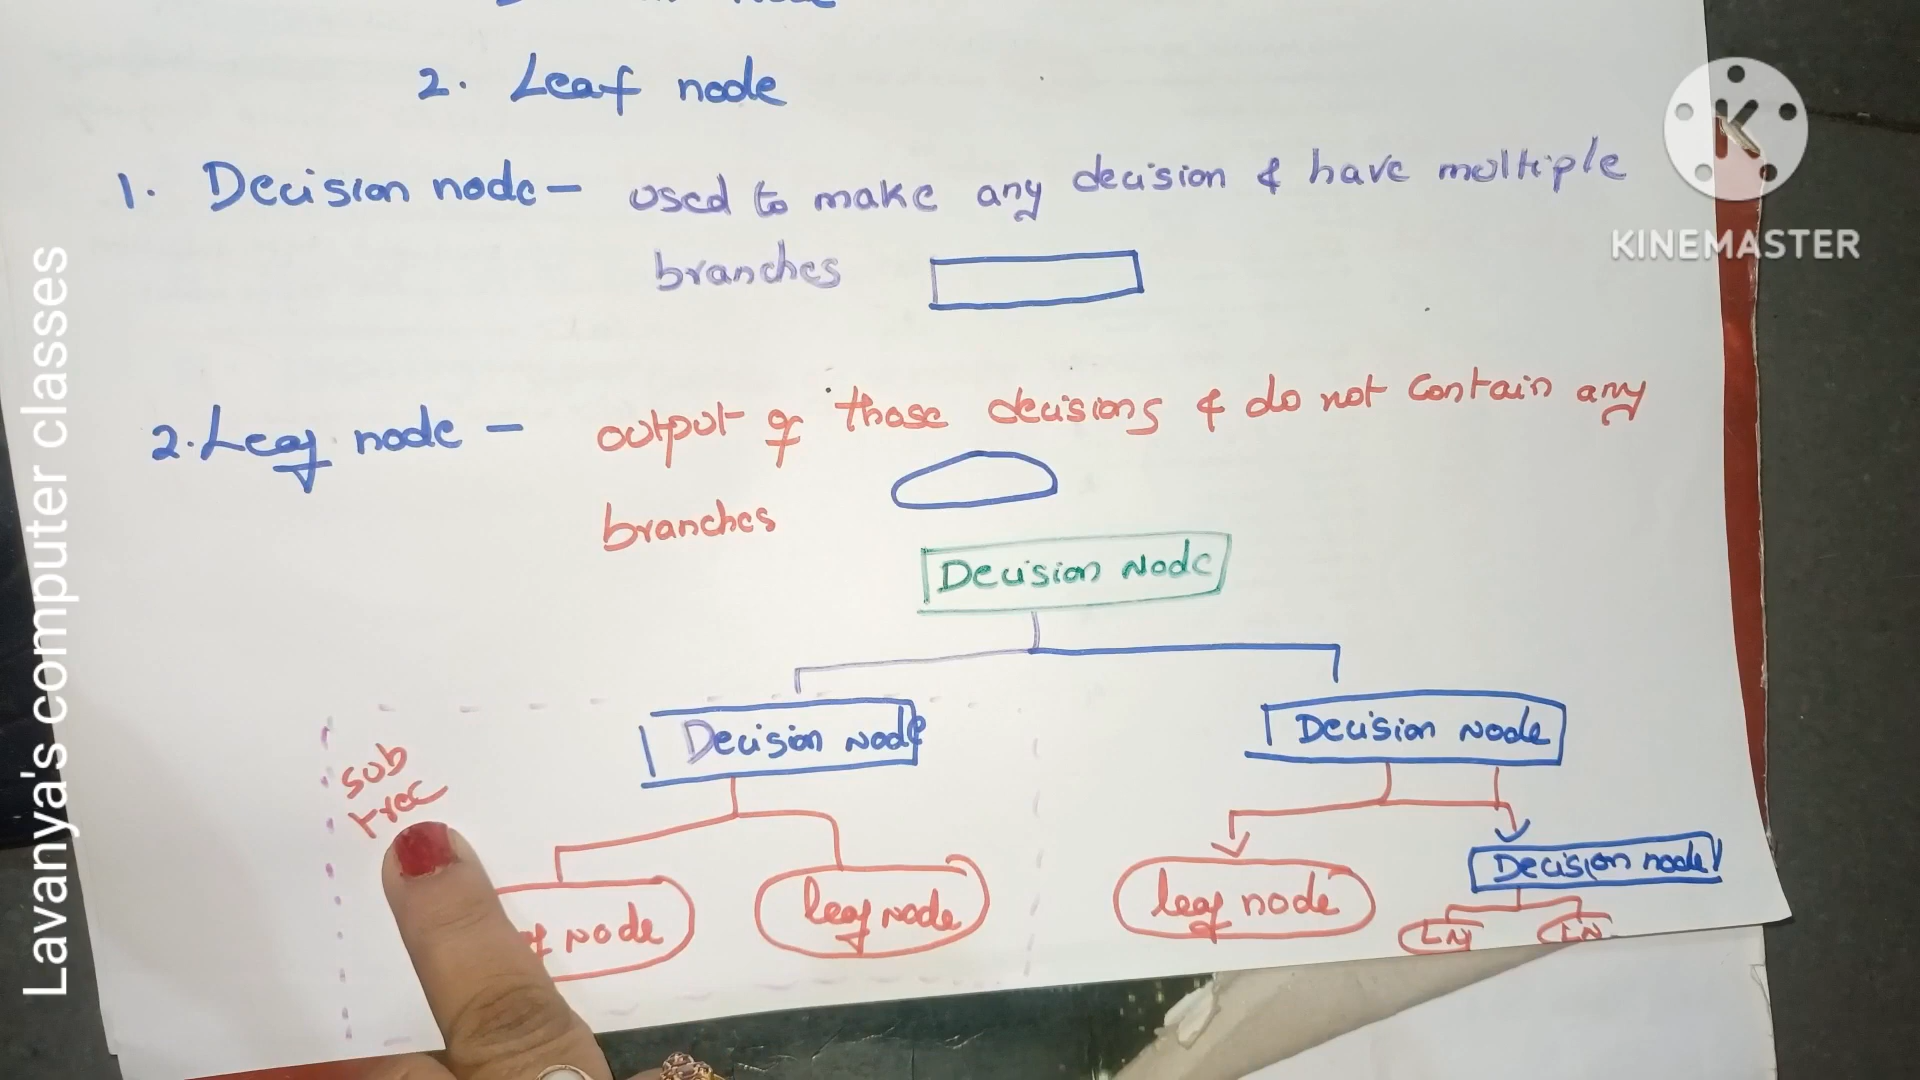 2. Leaf node
1. Decision node - used to make any decision & have multiple
branches
2. Leaf node - output of those decisions & do not contain any
branches
Decision Node
Decision Node
Decision Node
sub
tree
Node
leaf node
leaf node
Decision node
LN
LN
Lavanya's computer classes
K
KINEMASTER